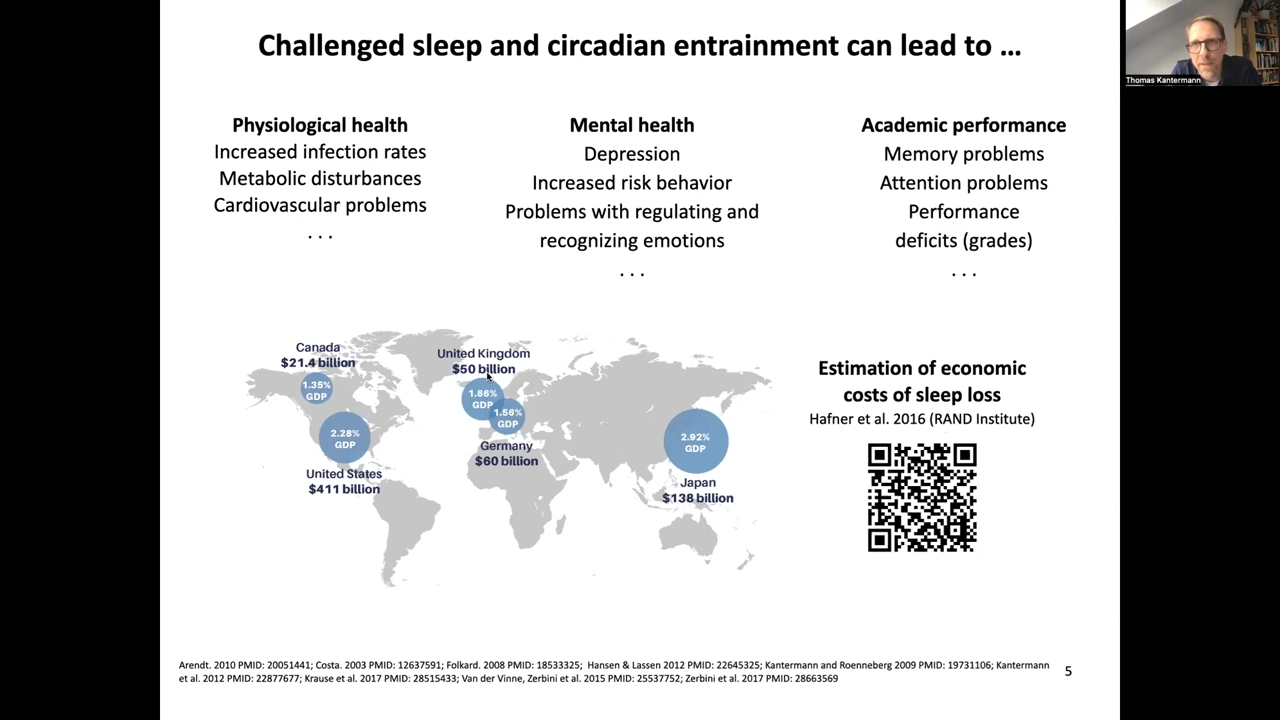 Challenged sleep and circadian entrainment can lead to …
Thomas Kantermann
Physiological health
Increased infection rates
Metabolic disturbances
Cardiovascular problems
. . .
Mental health
Depression
Increased risk behavior
Problems with regulating and
recognizing emotions
. . .
Academic performance
Memory problems
Attention problems
Performance
deficits (grades)
. . .
Canada
$21.4 billion
1.35%
GDP
2.28%
GDP
United States
$411 billion
United Kingdom
$50 billion
1.86%
GDP
1.56%
GDP
Germany
$60 billion
2.92%
GDP
Japan
$138 billion
Estimation of economic
costs of sleep loss
Hafner et al. 2016 (RAND Institute)
Arendt. 2010 PMID: 20051441; Costa. 2003 PMID: 12637591; Folkard. 2008 PMID: 18533325; Hansen & Lassen 2012 PMID: 22645325; Kantermann and Roenneberg 2009 PMID: 19731106; Kantermann
et al. 2012 PMID: 22877677; Krause et al. 2017 PMID: 28515433; Van der Vinne, Zerbini et al. 2015 PMID: 25537752; Zerbini et al. 2017 PMID: 28663569
5